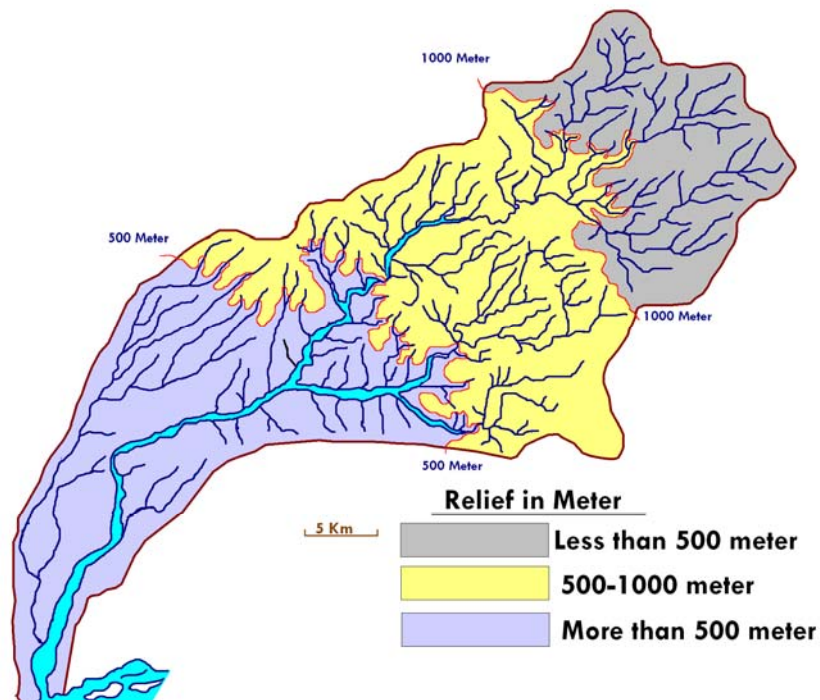 1000 Meter
500 Meter
1000 Meter
500 Meter
Relief in Meter
5 Km
Less than 500 meter
500-1000 meter
More than 500 meter